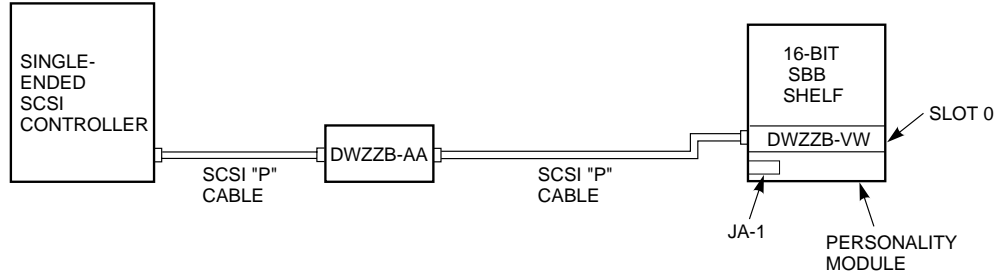 SINGLE-
ENDED
SCSI
CONTROLLER
SCSI "P"
CABLE
DWZZB-AA
SCSI "P"
CABLE
16-BIT
SBB
SHELF
DWZZB-VW
SLOT 0
JA-1
PERSONALITY
MODULE